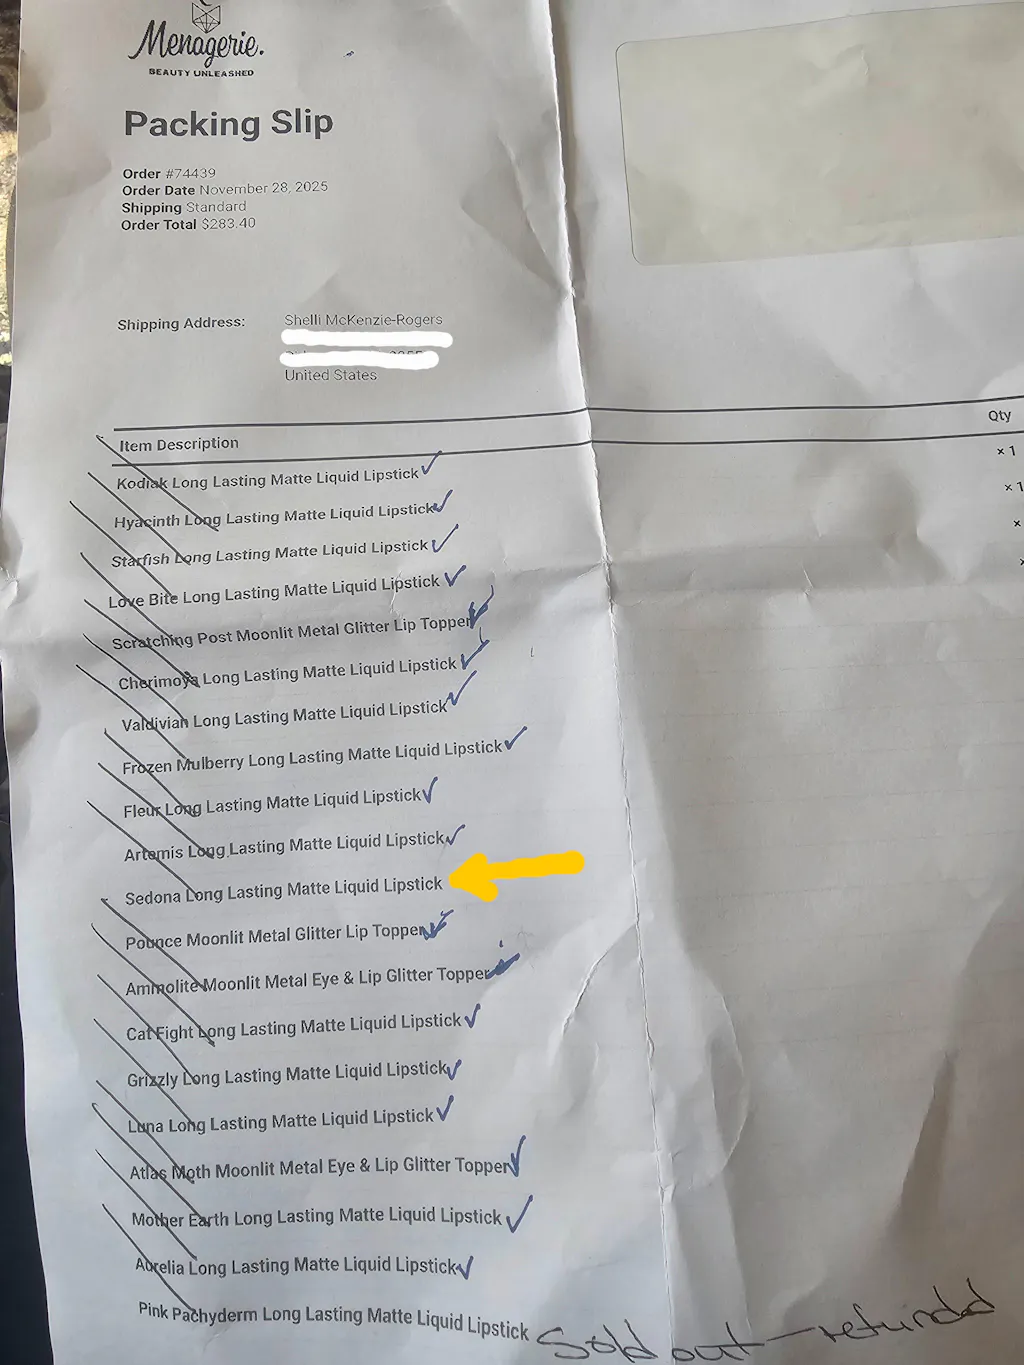 Menagerie.
BEAUTY UNLEASHED
Packing Slip
Order #74439
Order Date November 28, 2025
Shipping Standard
Order Total $283.40
Shipping Address: Shelli McKenzie-Rogers
United States
Item Description Qty
Kodiak Long Lasting Matte Liquid Lipstick × 1
Hyacinth Long Lasting Matte Liquid Lipstick × 1
Starfish Long Lasting Matte Liquid Lipstick ×
Love Bite Long Lasting Matte Liquid Lipstick ×
Scratching Post Moonlit Metal Glitter Lip Topper
Cherimoya Long Lasting Matte Liquid Lipstick
Valdivian Long Lasting Matte Liquid Lipstick
Frozen Mulberry Long Lasting Matte Liquid Lipstick
Fleur Long Lasting Matte Liquid Lipstick
Artemis Long Lasting Matte Liquid Lipstick
Sedona Long Lasting Matte Liquid Lipstick
Pounce Moonlit Metal Glitter Lip Topper
Ammolite Moonlit Metal Eye & Lip Glitter Topper
Cat Fight Long Lasting Matte Liquid Lipstick
Grizzly Long Lasting Matte Liquid Lipstick
Luna Long Lasting Matte Liquid Lipstick
Atlas Moth Moonlit Metal Eye & Lip Glitter Topper
Mother Earth Long Lasting Matte Liquid Lipstick
Aurelia Long Lasting Matte Liquid Lipstick
Pink Pachyderm Long Lasting Matte Liquid Lipstick Sold out - refunded